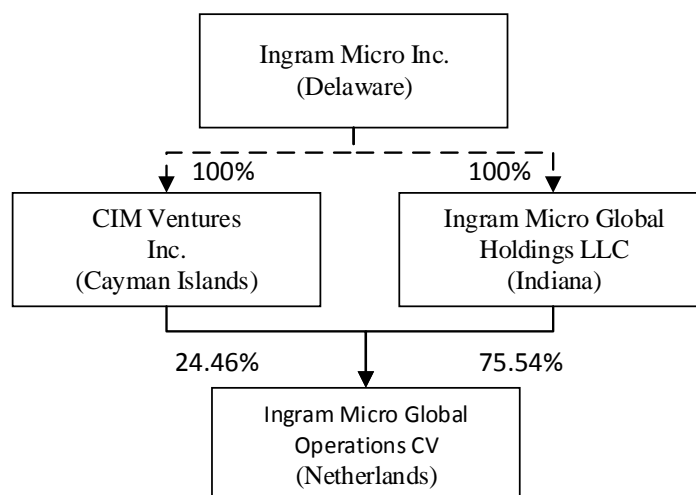 Ingram Micro Inc.
(Delaware)
100%
100%
CIM Ventures
Inc.
(Cayman Islands)
Ingram Micro Global
Holdings LLC
(Indiana)
24.46%
75.54%
Ingram Micro Global
Operations CV
(Netherlands)